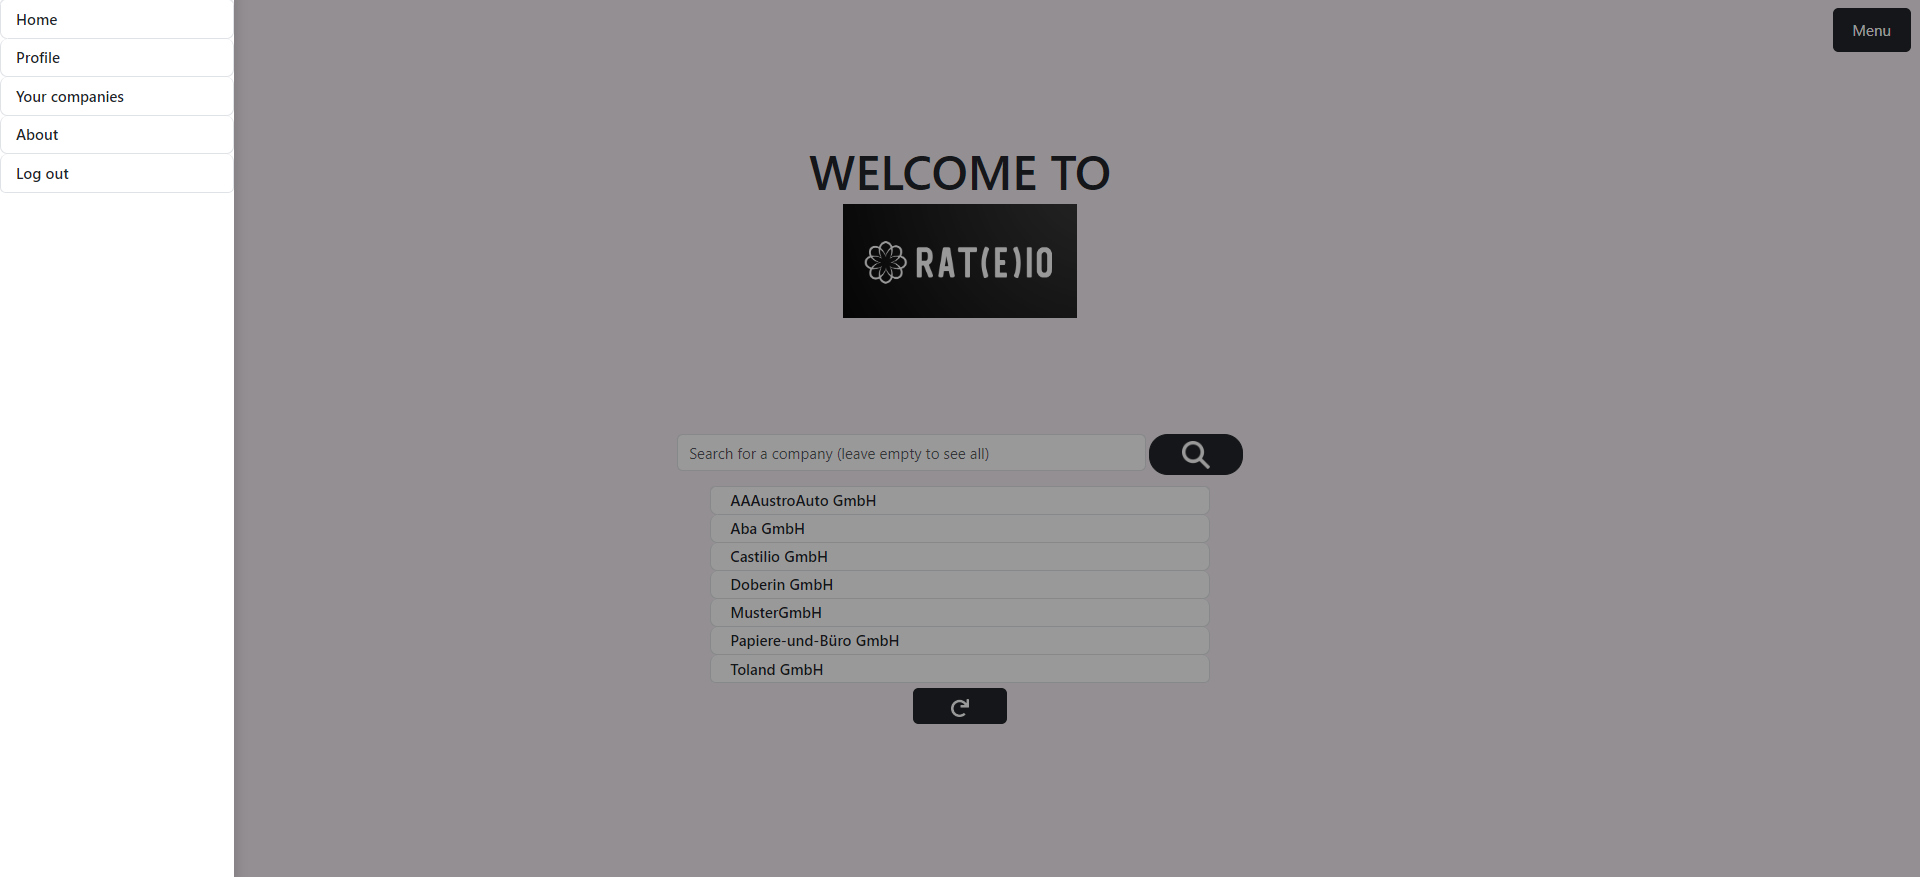 Home
Profile
Your companies
About
Log out
Menu
WELCOME TO
RAT(E)IO
Search for a company (leave empty to see all)
AAAustroAuto GmbH
Aba GmbH
Castilio GmbH
Doberin GmbH
MusterGmbH
Papiere-und-Büro GmbH
Toland GmbH